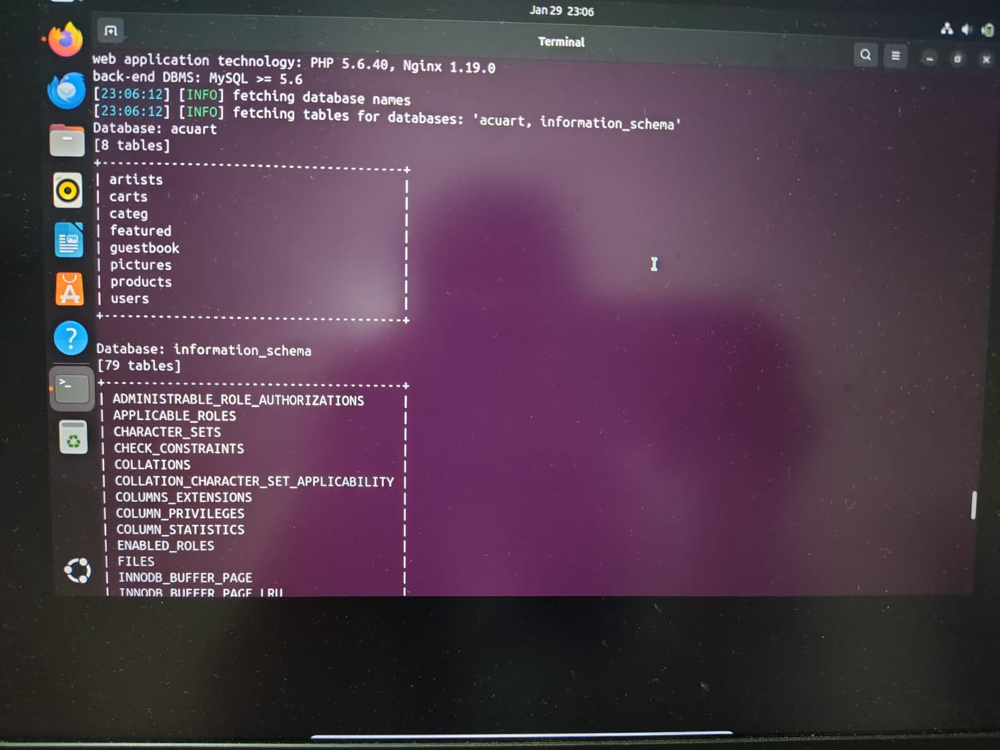 Jan 29 23:06
Terminal
web application technology: PHP 5.6.40, Nginx 1.19.0
back-end DBMS: MySQL >= 5.6
[23:06:12] [INFO] fetching database names
[23:06:12] [INFO] fetching tables for databases: 'acuart, information_schema'
Database: acuart
[8 tables]
+---------------------------------------+
| artists                               |
| carts                                 |
| categ                                 |
| featured                              |
| guestbook                             |
| pictures                              |
| products                              |
| users                                 |
+---------------------------------------+
Database: information_schema
[79 tables]
+---------------------------------------+
| ADMINISTRABLE_ROLE_AUTHORIZATIONS     |
| APPLICABLE_ROLES                      |
| CHARACTER_SETS                        |
| CHECK_CONSTRAINTS                     |
| COLLATIONS                            |
| COLLATION_CHARACTER_SET_APPLICABILITY |
| COLUMNS_EXTENSIONS                    |
| COLUMN_PRIVILEGES                     |
| COLUMN_STATISTICS                     |
| ENABLED_ROLES                         |
| FILES                                 |
| INNODB_BUFFER_PAGE                    |
| INNODB_BUFFER_PAGE_LRU                |